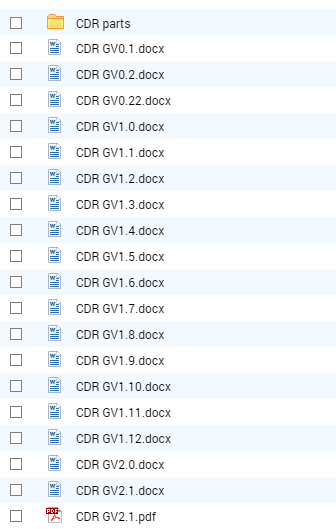 CDR parts
CDR GV0.1.docx
CDR GV0.2.docx
CDR GV0.22.docx
CDR GV1.0.docx
CDR GV1.1.docx
CDR GV1.2.docx
CDR GV1.3.docx
CDR GV1.4.docx
CDR GV1.5.docx
CDR GV1.6.docx
CDR GV1.7.docx
CDR GV1.8.docx
CDR GV1.9.docx
CDR GV1.10.docx
CDR GV1.11.docx
CDR GV1.12.docx
CDR GV2.0.docx
CDR GV2.1.docx
PDF CDR GV2.1.pdf